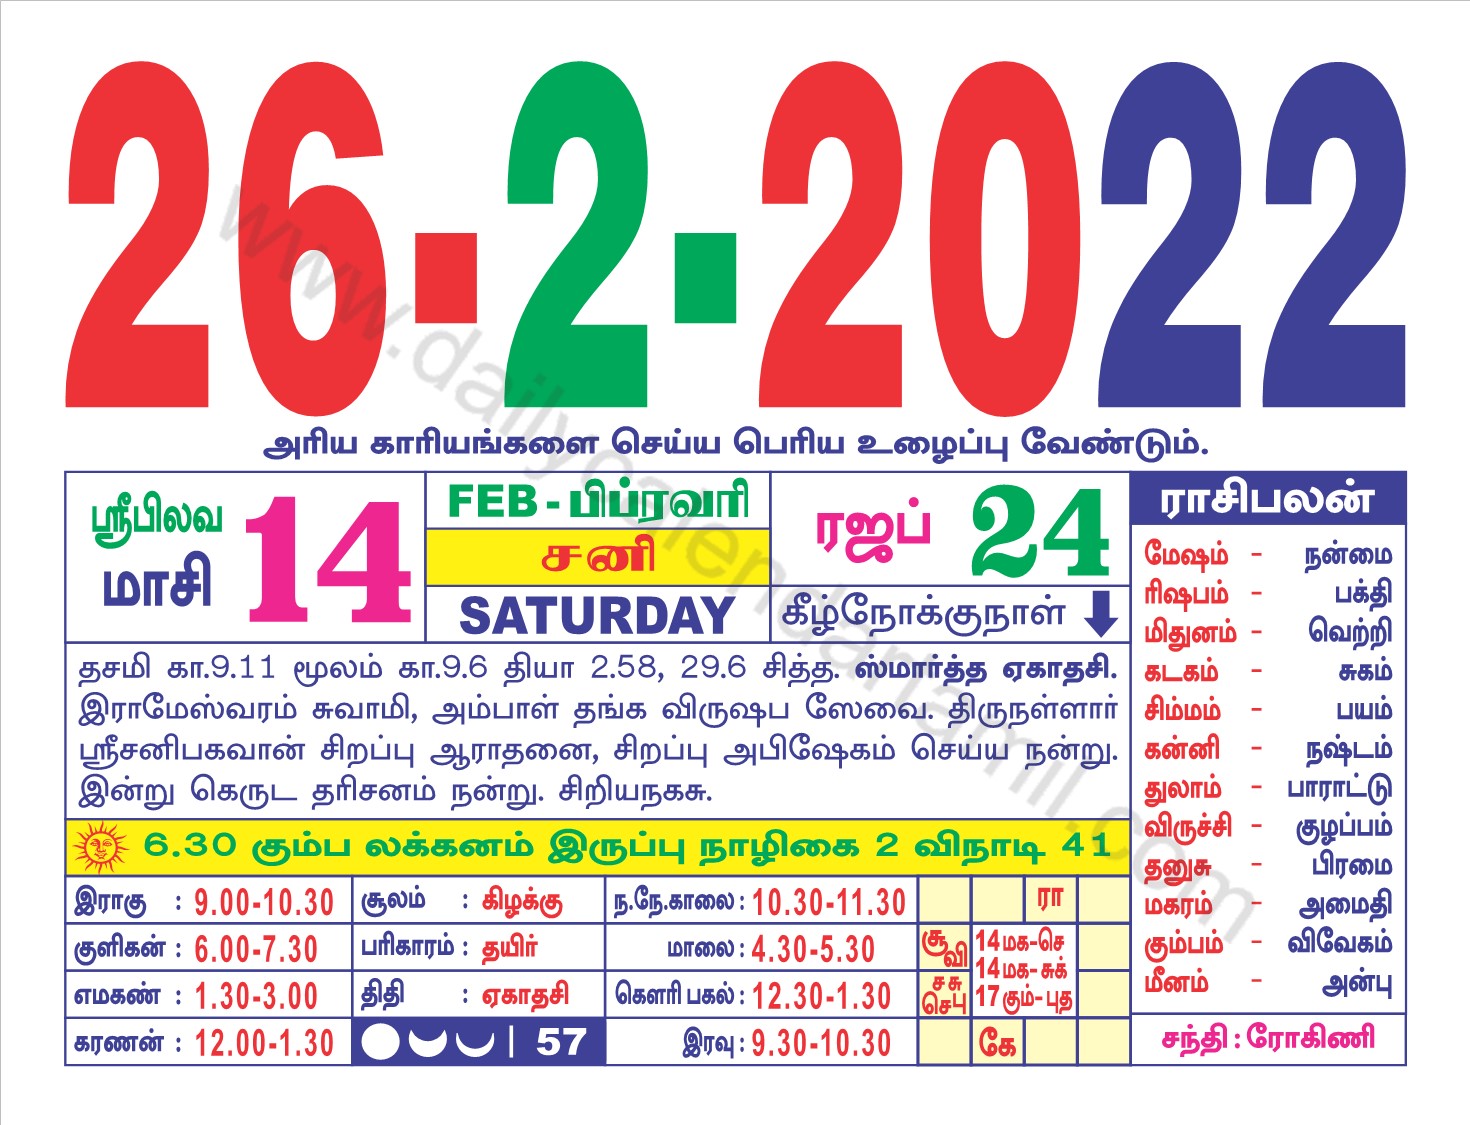 26-2-2022
அரிய காரியங்களை செய்ய பெரிய உழைப்பு வேண்டும்.
ஸ்ரீபிலவ
மாசி 14
FEB - பிப்ரவரி
சனி
SATURDAY
ரஜப் 24
கீழ்நோக்குநாள்
தசமி கா.9.11 மூலம் கா.9.6 தியா 2.58, 29.6 சித்த. ஸ்மார்த்த ஏகாதசி.
இராமேஸ்வரம் சுவாமி, அம்பாள் தங்க விருஷப ஸேவை. திருநள்ளார்
ஸ்ரீசனிபகவான் சிறப்பு ஆராதனை, சிறப்பு அபிஷேகம் செய்ய நன்று.
இன்று கெருட தரிசனம் நன்று. சிறியநகசு.
6.30 கும்ப லக்கனம் இருப்பு நாழிகை 2 விநாடி 41
இராகு : 9.00-10.30 சூலம் : கிழக்கு ந.நே.காலை : 10.30-11.30
குளிகன் : 6.00-7.30 பரிகாரம் : தயிர் மாலை : 4.30-5.30
எமகண் : 1.30-3.00 திதி : ஏகாதசி கௌரி பகல் : 12.30-1.30
கரணன் : 12.00-1.30 | 57 இரவு : 9.30-10.30
ரா
சூ
வி
ச சு
செபு
14 மக-செ
14 மக-சுக்
17 கும்-புத
கே
ராசிபலன்
மேஷம் - நன்மை
ரிஷபம் - பக்தி
மிதுனம் - வெற்றி
கடகம் - சுகம்
சிம்மம் - பயம்
கன்னி - நஷ்டம்
துலாம் - பாராட்டு
விருச்சி - குழப்பம்
தனுசு - பிரமை
மகரம் - அமைதி
கும்பம் - விவேகம்
மீனம் - அன்பு
சந்தி : ரோகிணி
www.dailycalendartamil.com